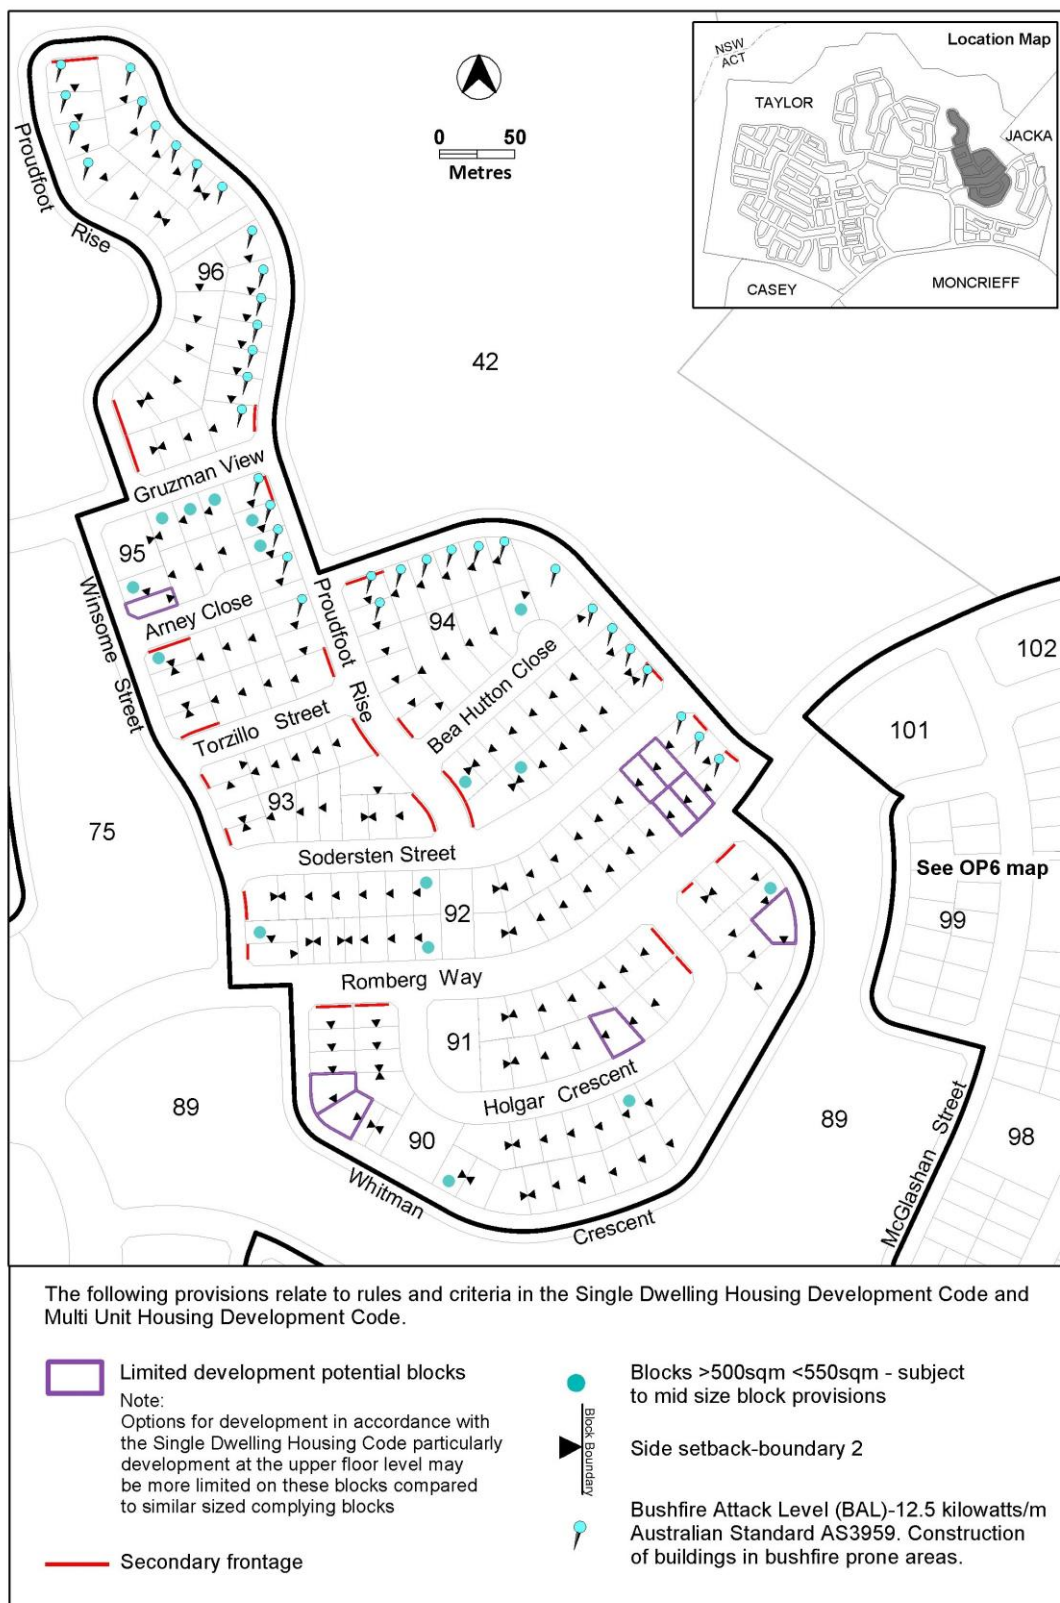 Location Map
NSW
ACT
TAYLOR
JACKA
CASEY
MONCRIEFF
0 50
Metres
Proudfoot
Rise
96
42
Gruzman View
95
Winsome Street
Arney Close
Proudfoot Rise
94
Bea Hutton Close
Torzillo Street
102
101
93
75
Sodersten Street
See OP6 map
92
99
Romberg Way
91
89
Holgar Crescent
90
89
98
Whitman
Crescent
McGlashan Street
The following provisions relate to rules and criteria in the Single Dwelling Housing Development Code and
Multi Unit Housing Development Code.
Limited development potential blocks
Note:
Options for development in accordance with
the Single Dwelling Housing Code particularly
development at the upper floor level may
be more limited on these blocks compared
to similar sized complying blocks
Secondary frontage
Blocks >500sqm <550sqm - subject
to mid size block provisions
Block Boundary
Side setback-boundary 2
Bushfire Attack Level (BAL)-12.5 kilowatts/m
Australian Standard AS3959. Construction
of buildings in bushfire prone areas.